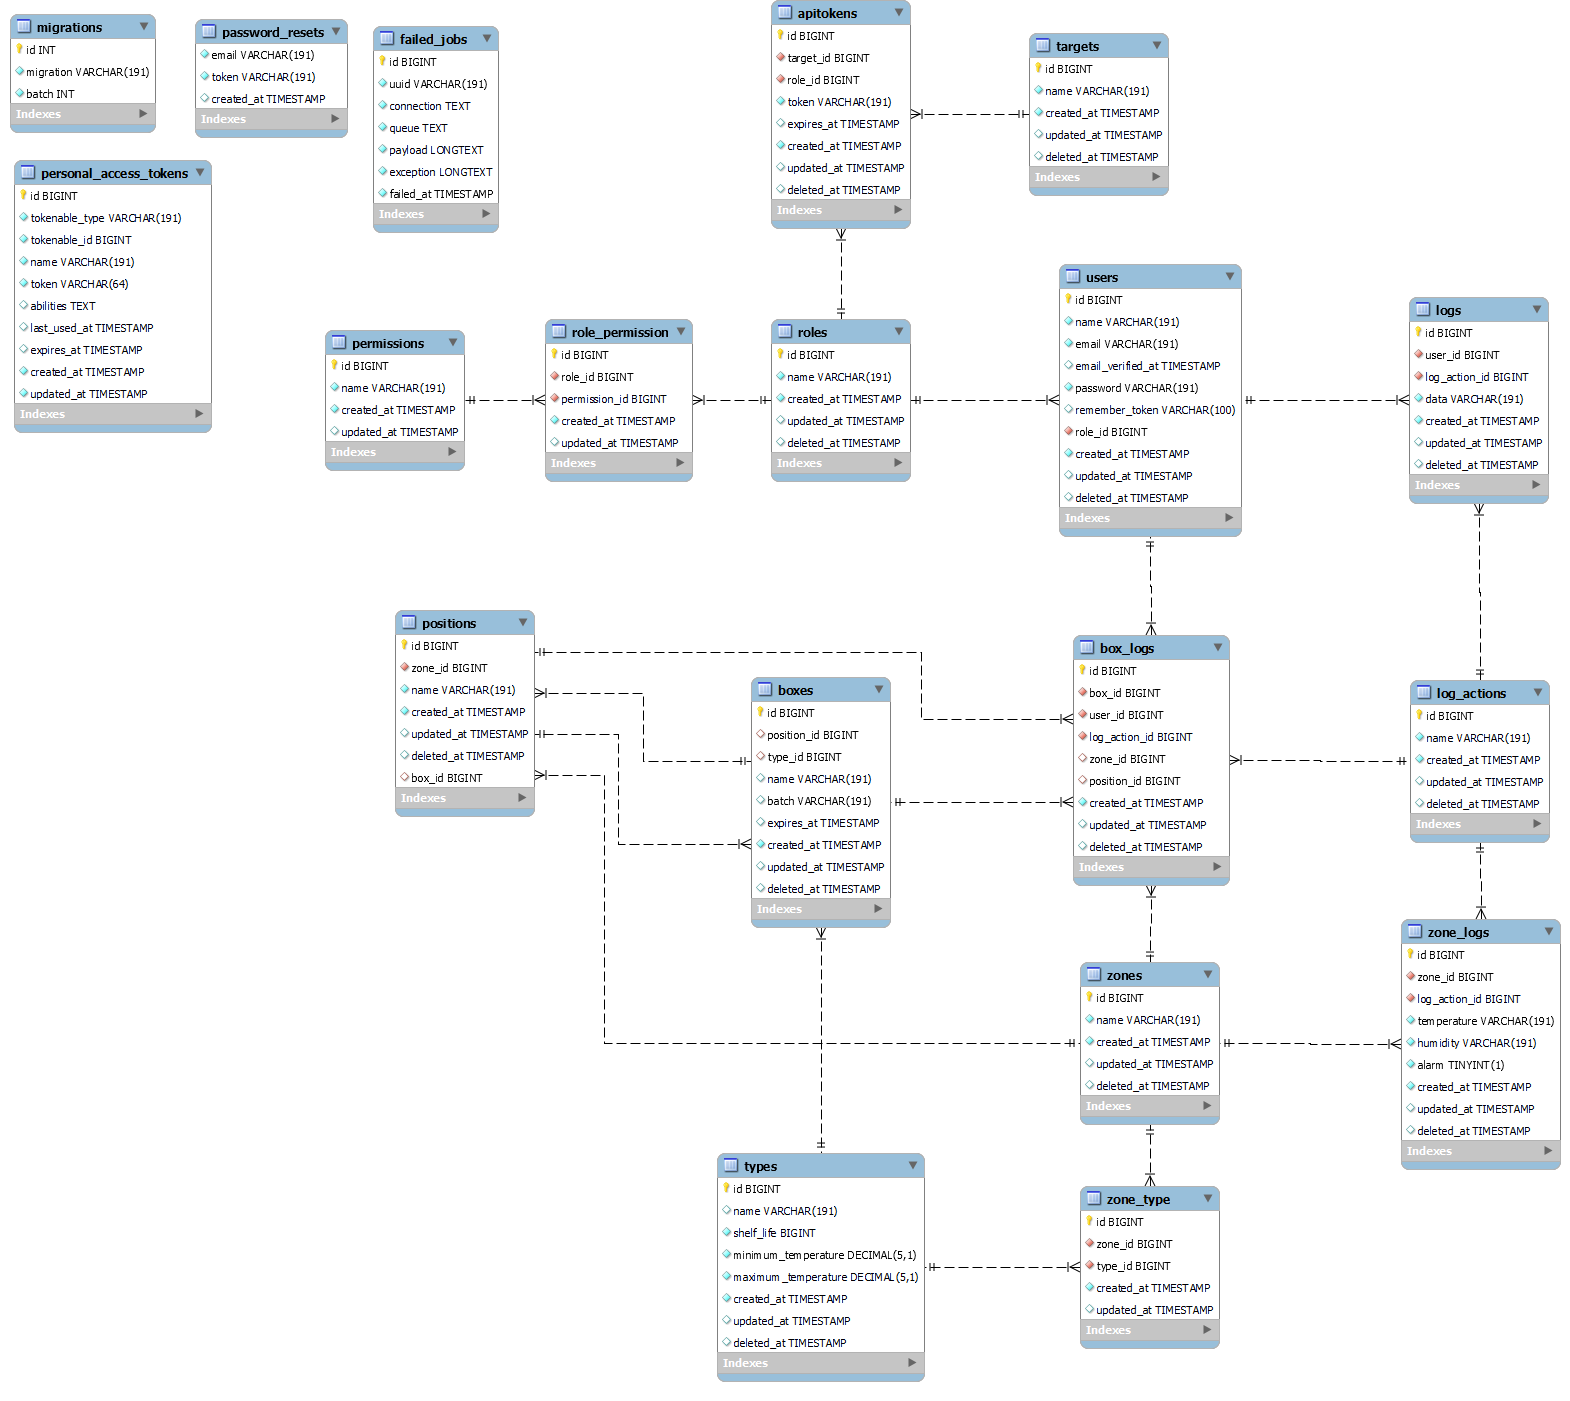 migrations
id INT
migration VARCHAR(191)
batch INT
Indexes
password_resets
email VARCHAR(191)
token VARCHAR(191)
created_at TIMESTAMP
Indexes
failed_jobs
id BIGINT
uuid VARCHAR(191)
connection TEXT
queue TEXT
payload LONGTEXT
exception LONGTEXT
failed_at TIMESTAMP
Indexes
apitokens
id BIGINT
target_id BIGINT
role_id BIGINT
token VARCHAR(191)
expires_at TIMESTAMP
created_at TIMESTAMP
updated_at TIMESTAMP
deleted_at TIMESTAMP
Indexes
targets
id BIGINT
name VARCHAR(191)
created_at TIMESTAMP
updated_at TIMESTAMP
deleted_at TIMESTAMP
Indexes
personal_access_tokens
id BIGINT
tokenable_type VARCHAR(191)
tokenable_id BIGINT
name VARCHAR(191)
token VARCHAR(64)
abilities TEXT
last_used_at TIMESTAMP
expires_at TIMESTAMP
created_at TIMESTAMP
updated_at TIMESTAMP
Indexes
permissions
id BIGINT
name VARCHAR(191)
created_at TIMESTAMP
updated_at TIMESTAMP
Indexes
role_permission
id BIGINT
role_id BIGINT
permission_id BIGINT
created_at TIMESTAMP
updated_at TIMESTAMP
Indexes
roles
id BIGINT
name VARCHAR(191)
created_at TIMESTAMP
updated_at TIMESTAMP
deleted_at TIMESTAMP
Indexes
users
id BIGINT
name VARCHAR(191)
email VARCHAR(191)
email_verified_at TIMESTAMP
password VARCHAR(191)
remember_token VARCHAR(100)
role_id BIGINT
created_at TIMESTAMP
updated_at TIMESTAMP
deleted_at TIMESTAMP
Indexes
logs
id BIGINT
user_id BIGINT
log_action_id BIGINT
data VARCHAR(191)
created_at TIMESTAMP
updated_at TIMESTAMP
deleted_at TIMESTAMP
Indexes
positions
id BIGINT
zone_id BIGINT
name VARCHAR(191)
created_at TIMESTAMP
updated_at TIMESTAMP
deleted_at TIMESTAMP
box_id BIGINT
Indexes
boxes
id BIGINT
position_id BIGINT
type_id BIGINT
name VARCHAR(191)
batch VARCHAR(191)
expires_at TIMESTAMP
created_at TIMESTAMP
updated_at TIMESTAMP
deleted_at TIMESTAMP
Indexes
box_logs
id BIGINT
box_id BIGINT
user_id BIGINT
log_action_id BIGINT
zone_id BIGINT
position_id BIGINT
created_at TIMESTAMP
updated_at TIMESTAMP
deleted_at TIMESTAMP
Indexes
log_actions
id BIGINT
name VARCHAR(191)
created_at TIMESTAMP
updated_at TIMESTAMP
deleted_at TIMESTAMP
Indexes
zones
id BIGINT
name VARCHAR(191)
created_at TIMESTAMP
updated_at TIMESTAMP
deleted_at TIMESTAMP
Indexes
zone_logs
id BIGINT
zone_id BIGINT
log_action_id BIGINT
temperature VARCHAR(191)
humidity VARCHAR(191)
alarm TINYINT(1)
created_at TIMESTAMP
updated_at TIMESTAMP
deleted_at TIMESTAMP
Indexes
types
id BIGINT
name VARCHAR(191)
shelf_life BIGINT
minimum_temperature DECIMAL(5,1)
maximum_temperature DECIMAL(5,1)
created_at TIMESTAMP
updated_at TIMESTAMP
deleted_at TIMESTAMP
Indexes
zone_type
id BIGINT
zone_id BIGINT
type_id BIGINT
created_at TIMESTAMP
updated_at TIMESTAMP
Indexes